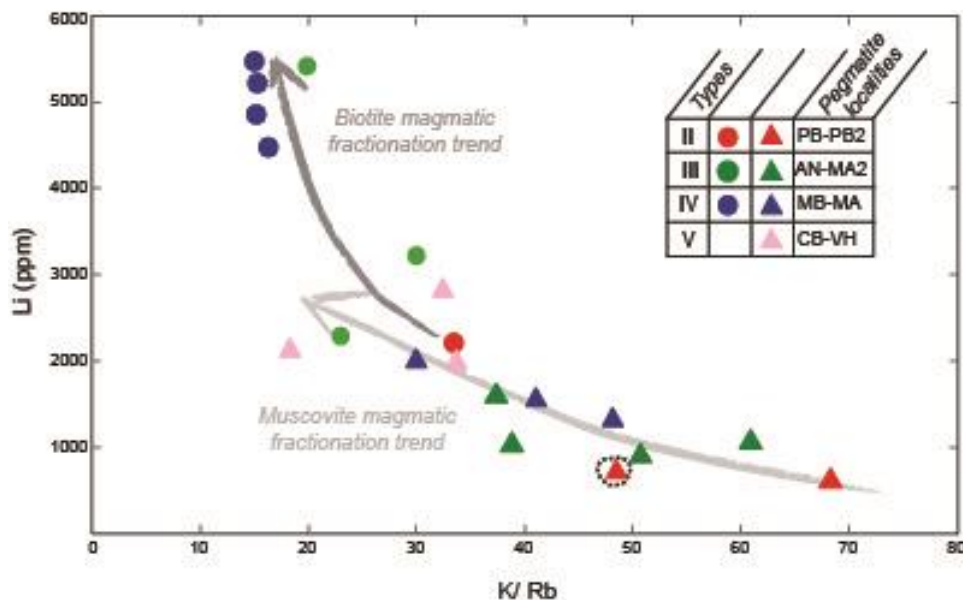 6000
5000
4000
3000
2000
1000
0
10
20
30
40
50
60
70
80
Li (ppm)
K/ Rb
Biotite magmatic
fractionation trend
Muscovite magmatic
fractionation trend
Types
Pegmatite
localities
II PB-PB2
III AN-MA2
IV MB-MA
V CB-VH